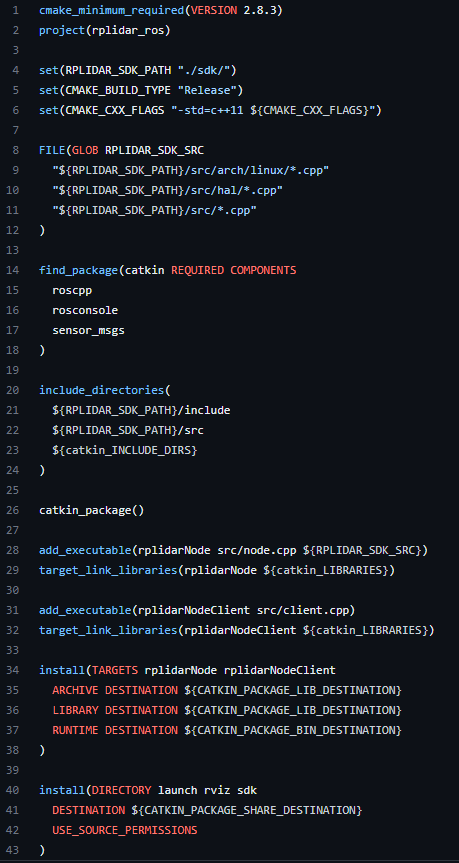 1 cmake_minimum_required(VERSION 2.8.3)
2 project(rplidar_ros)
3
4 set(RPLIDAR_SDK_PATH "./sdk/")
5 set(CMAKE_BUILD_TYPE "Release")
6 set(CMAKE_CXX_FLAGS "-std=c++11 ${CMAKE_CXX_FLAGS}")
7
8 FILE(GLOB RPLIDAR_SDK_SRC
9   "${RPLIDAR_SDK_PATH}/src/arch/linux/*.cpp"
10   "${RPLIDAR_SDK_PATH}/src/hal/*.cpp"
11   "${RPLIDAR_SDK_PATH}/src/*.cpp"
12 )
13
14 find_package(catkin REQUIRED COMPONENTS
15   roscpp
16   rosconsole
17   sensor_msgs
18 )
19
20 include_directories(
21   ${RPLIDAR_SDK_PATH}/include
22   ${RPLIDAR_SDK_PATH}/src
23   ${catkin_INCLUDE_DIRS}
24 )
25
26 catkin_package()
27
28 add_executable(rplidarNode src/node.cpp ${RPLIDAR_SDK_SRC})
29 target_link_libraries(rplidarNode ${catkin_LIBRARIES})
30
31 add_executable(rplidarNodeClient src/client.cpp)
32 target_link_libraries(rplidarNodeClient ${catkin_LIBRARIES})
33
34 install(TARGETS rplidarNode rplidarNodeClient
35   ARCHIVE DESTINATION ${CATKIN_PACKAGE_LIB_DESTINATION}
36   LIBRARY DESTINATION ${CATKIN_PACKAGE_LIB_DESTINATION}
37   RUNTIME DESTINATION ${CATKIN_PACKAGE_BIN_DESTINATION}
38 )
39
40 install(DIRECTORY launch rviz sdk
41   DESTINATION ${CATKIN_PACKAGE_SHARE_DESTINATION}
42   USE_SOURCE_PERMISSIONS
43 )